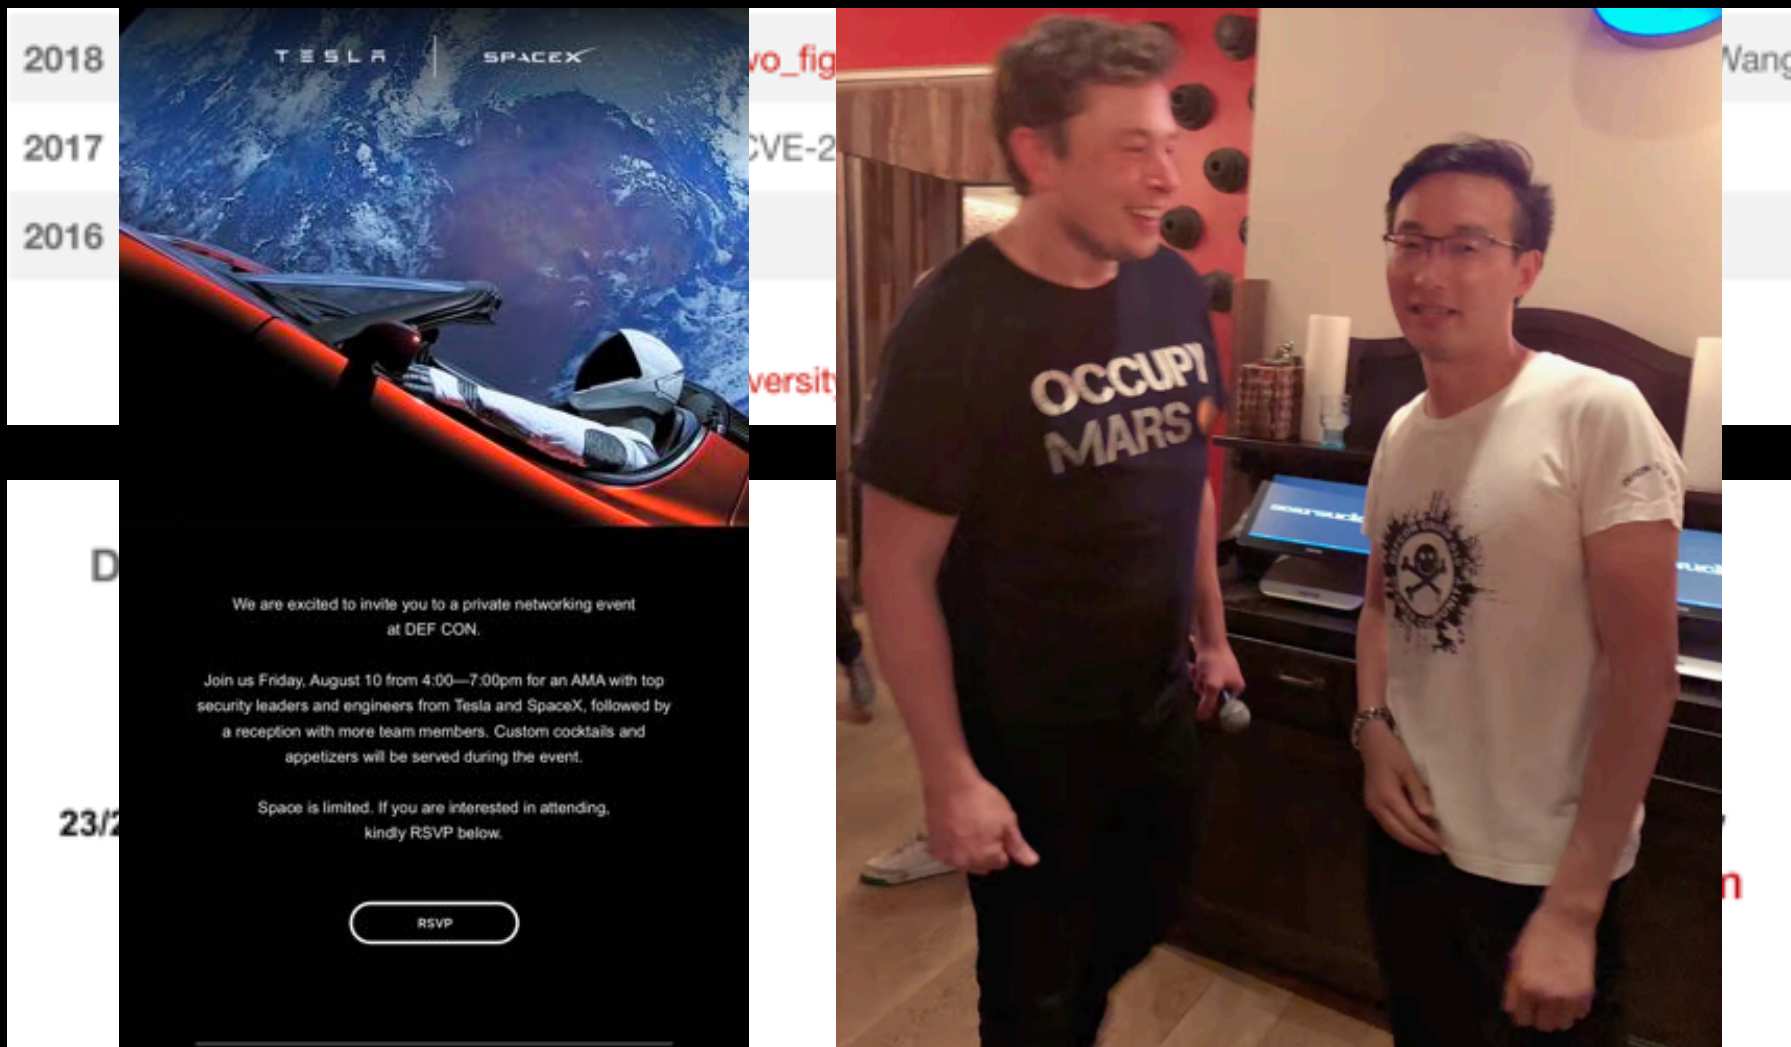 2018
2017
2016
TESLA
SPACEX
vo_fig
CVE-2
versity
Wang
D
We are excited to invite you to a private networking event
at DEF CON.
Join us Friday, August 10 from 4:00—7:00pm for an AMA with top
security leaders and engineers from Tesla and SpaceX, followed by
a reception with more team members. Custom cocktails and
appetizers will be served during the event.
Space is limited. If you are interested in attending,
kindly RSVP below.
RSVP
23/2
OCCUPY
MARS
m